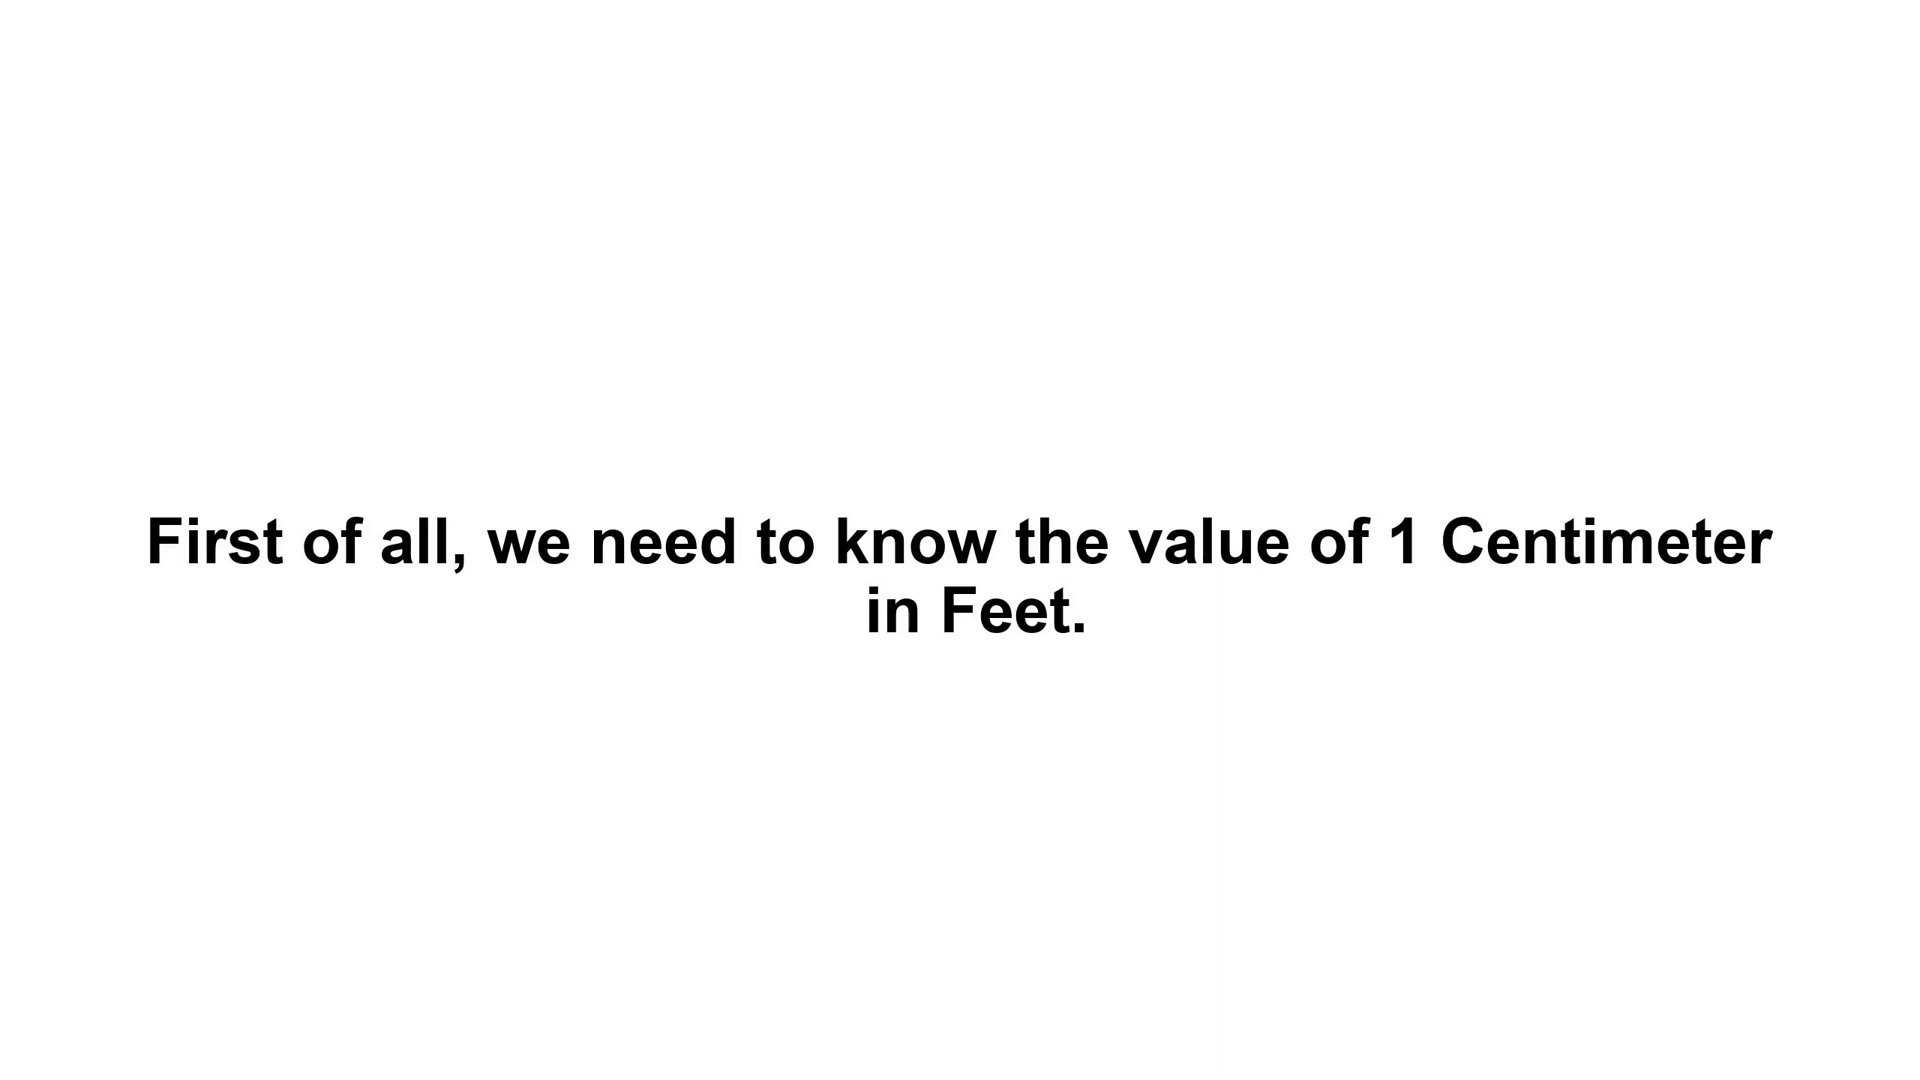 First of all, we need to know the value of 1 Centimeter
in Feet.